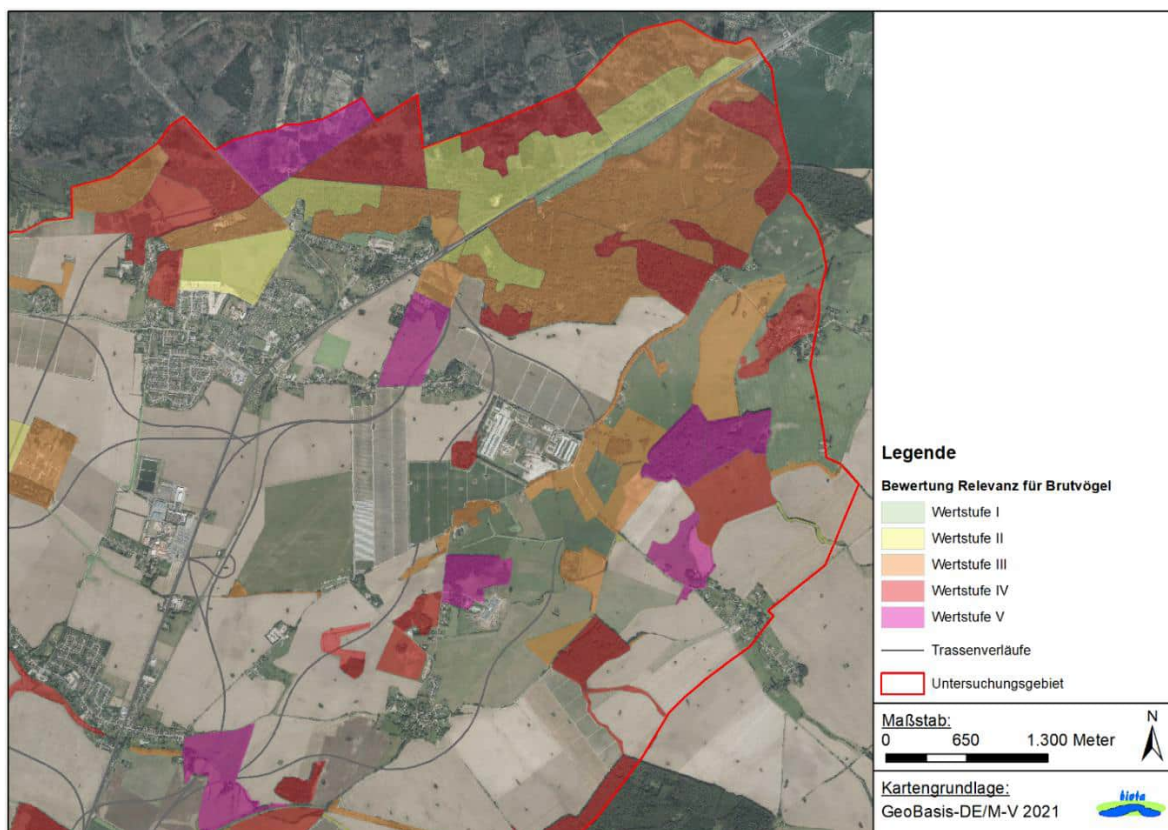 Legende
Bewertung Relevanz für Brutvögel
Wertstufe I
Wertstufe II
Wertstufe III
Wertstufe IV
Wertstufe V
Trassenverläufe
Untersuchungsgebiet
Maßstab:
0 650 1.300 Meter
N
Kartengrundlage:
GeoBasis-DE/M-V 2021
biota